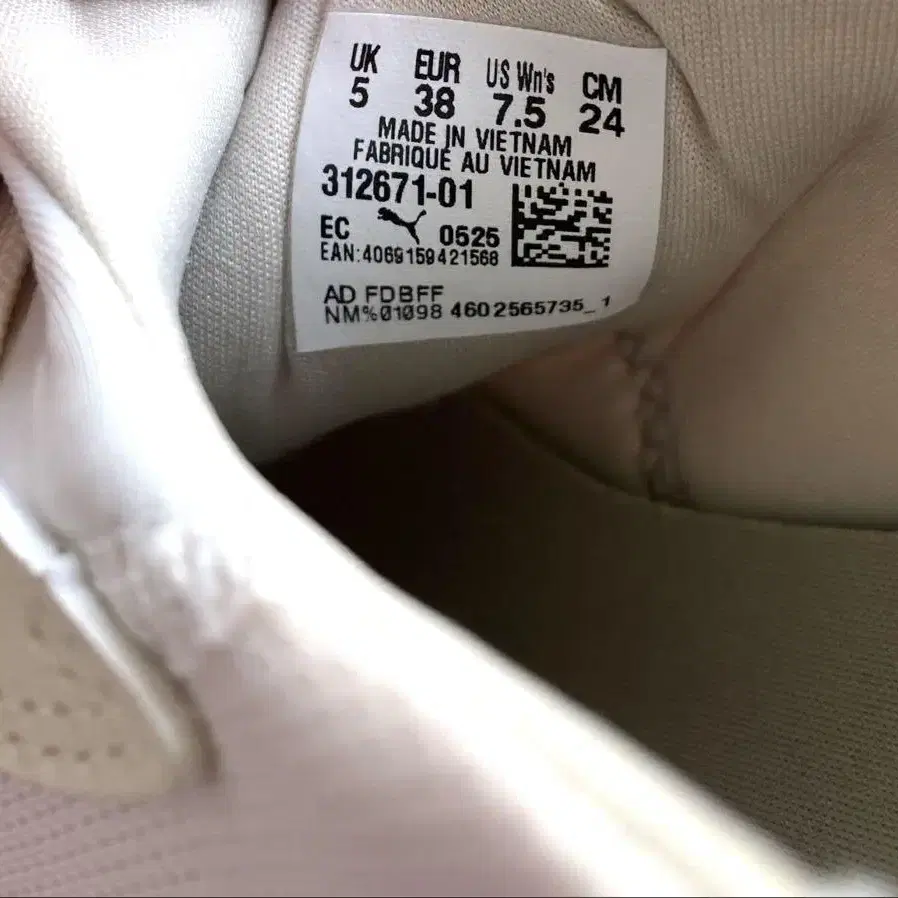 UK EUR US Wn's CM
5 38 7.5 24
MADE IN VIETNAM
FABRIQUÉ AU VIETNAM
312671-01
EC 0525
EAN:4069159421568
AD FDBFF
NM%01098 4602565735_1